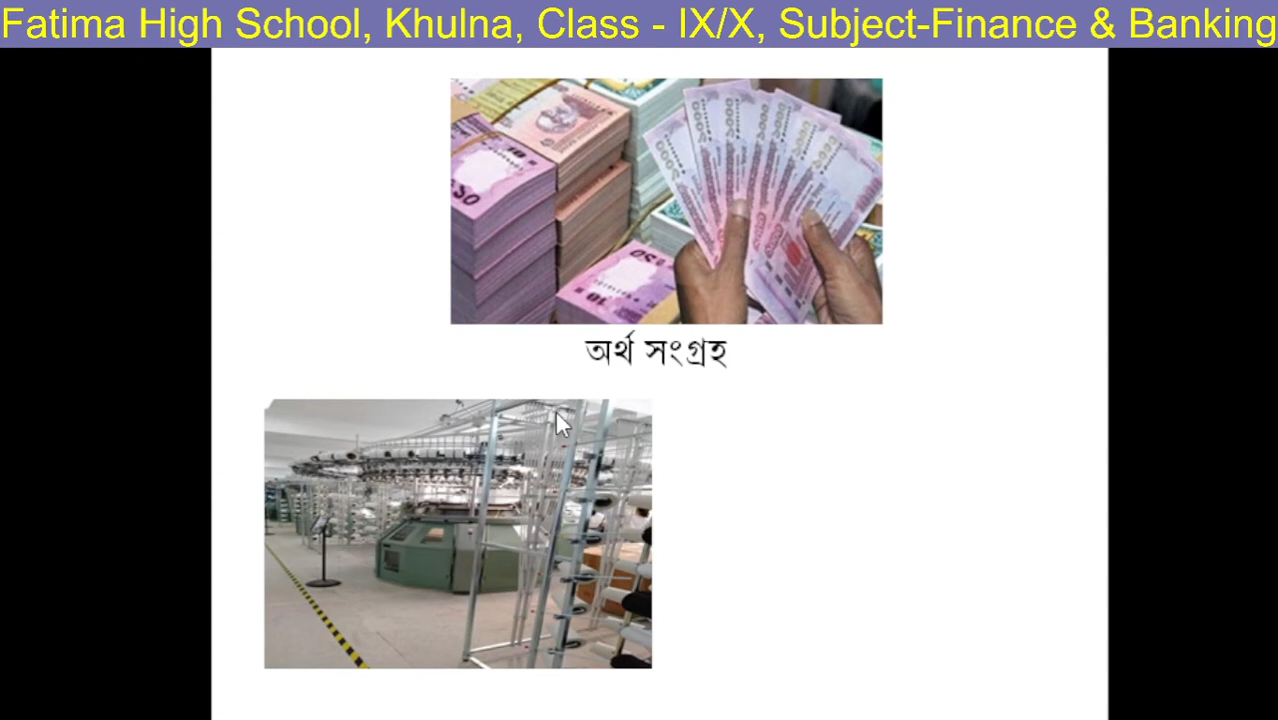 Fatima High School, Khulna, Class - IX/X, Subject-Finance & Banking
অর্থ সংগ্রহ